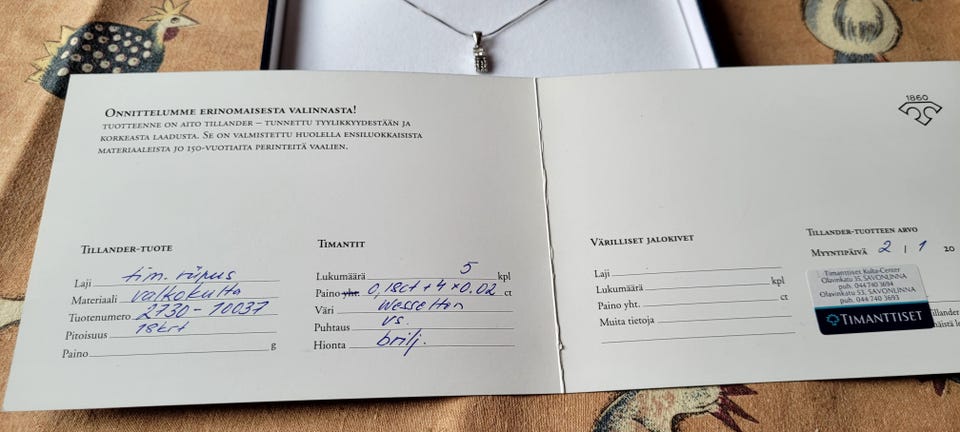 ONNITTELUMME ERINOMAISESTA VALINNASTA!
TUOTTEENNE ON AITO TILLANDER – TUNNETTU TYYLIKKYYDESTÄÄN JA
KORKEASTA LAADUSTA. SE ON VALMISTETTU HUOLELLA ENSILUOKKAISISTA
MATERIAALEISTA JO 150-VUOTIAITA PERINTEITÄ VAALIEN.
TILLANDER-TUOTE
Laji tim. riipus
Materiaali valkokulta
Tuotenumero 2730-10037
Pitoisuus 18krt
Paino g
TIMANTIT
Lukumäärä 5 kpl
Paino yht. 0,18ct + 4x0.02 ct
Väri Wesselton
Puhtaus vs.
Hionta brilj.
1860
VÄRILLISET JALOKIVET
Laji
Lukumäärä kpl
Paino yht. ct
Muita tietoja
TILLANDER-TUOTTEEN ARVO
MYYNTIPÄIVÄ 2 / 1 20
Timanttiset Kulta-Center
Olavinkatu 35, SAVONLINNA
puh. 044 740 3694
Olavinkatu 53, SAVONLINNA
puh. 044 740 3693
TIMANTTISET
Tillander